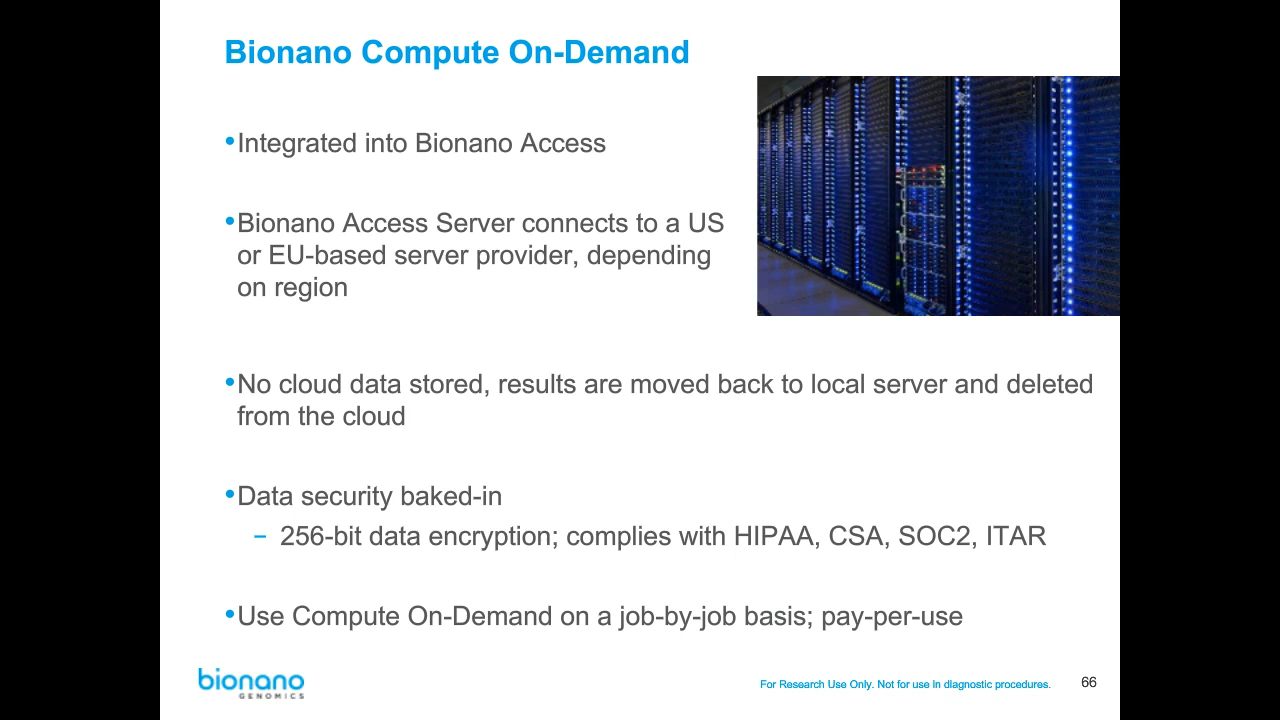 Bionano Compute On-Demand
•Integrated into Bionano Access
•Bionano Access Server connects to a US
or EU-based server provider, depending
on region
•No cloud data stored, results are moved back to local server and deleted
from the cloud
•Data security baked-in
– 256-bit data encryption; complies with HIPAA, CSA, SOC2, ITAR
•Use Compute On-Demand on a job-by-job basis; pay-per-use
bionano
GENOMICS
For Research Use Only. Not for use in diagnostic procedures.
66